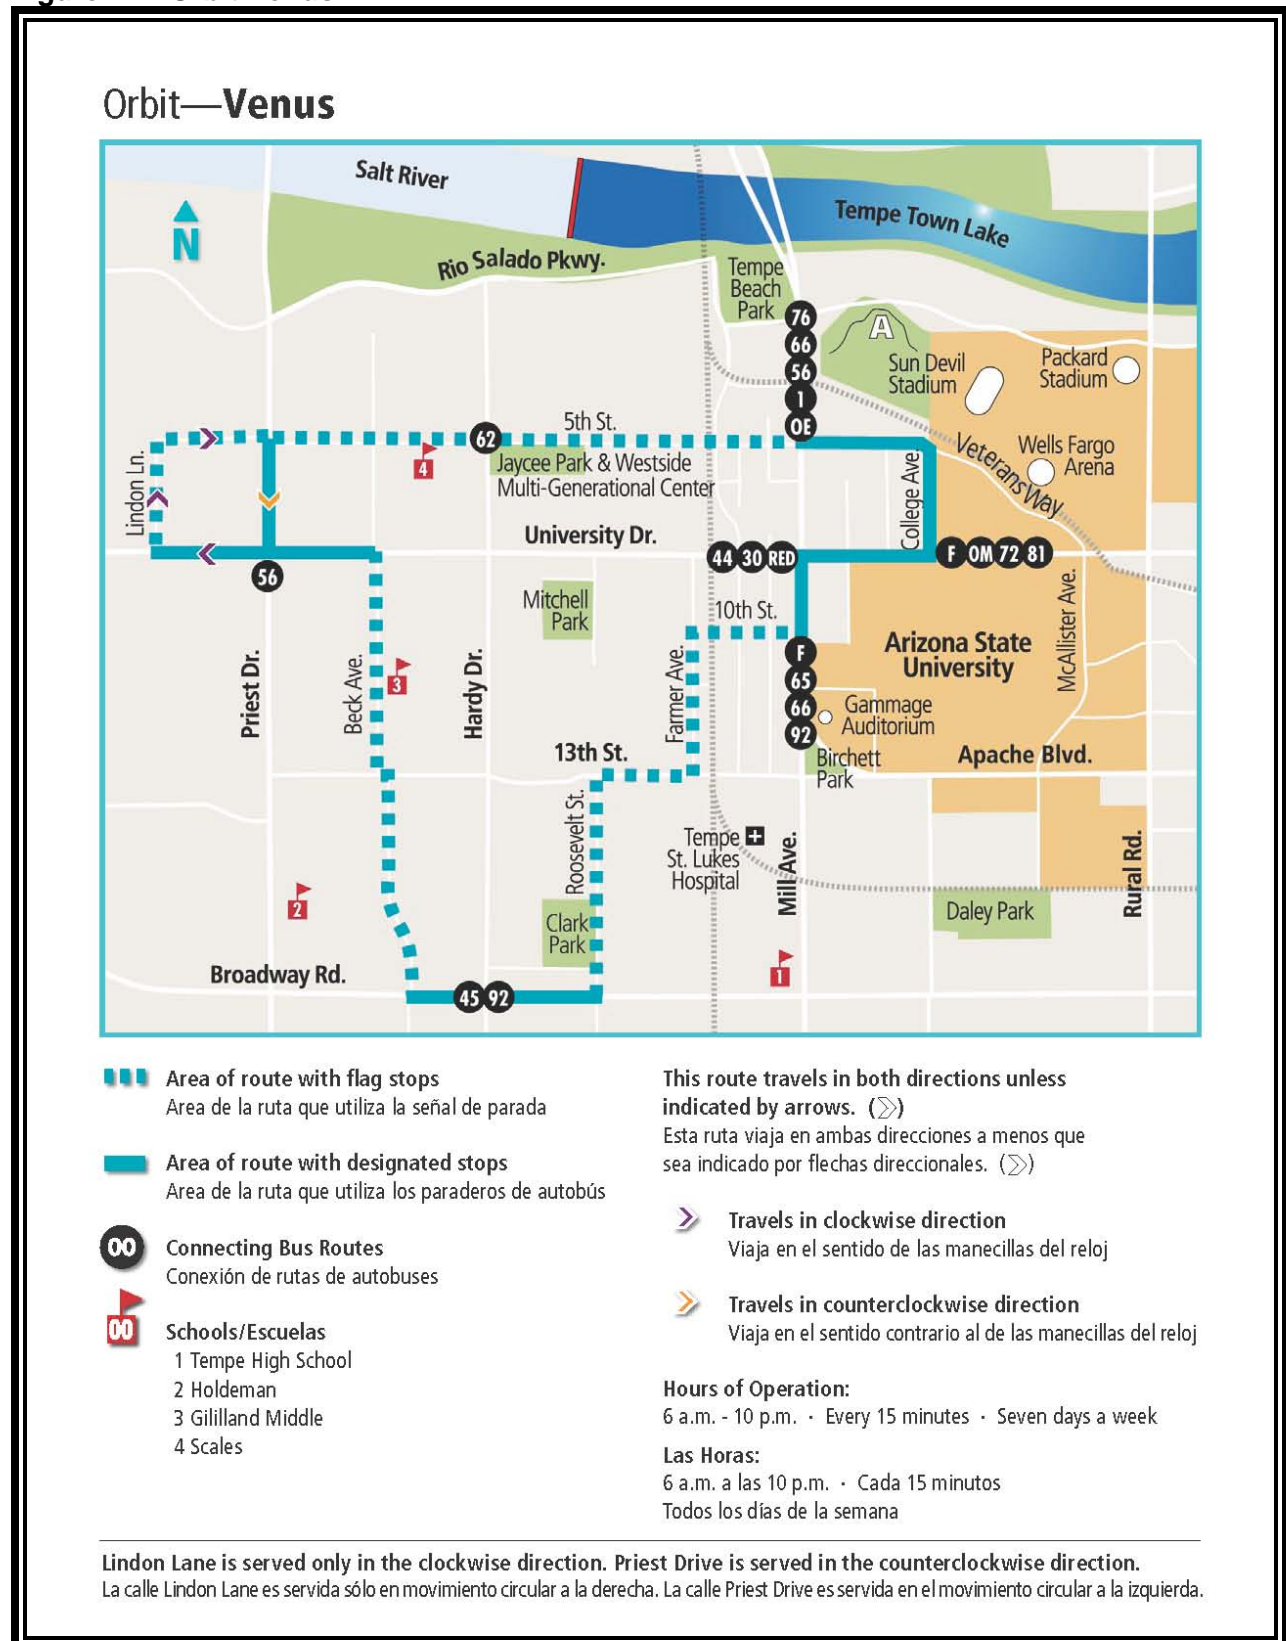 Orbit—Venus
Salt River
Tempe Town Lake
N
Rio Salado Pkwy.
Tempe
Beach
Park
76
66
56
1
OE
A
Sun Devil
Stadium
Packard
Stadium
5th St.
62
4
Jaycee Park & Westside
Multi-Generational Center
Lindon Ln.
College Ave.
Veterans Way
Wells Fargo
Arena
University Dr.
44 30 RED
F OM 72 81
56
Mitchell
Park
10th St.
Priest Dr.
Beck Ave.
3
Hardy Dr.
Farmer Ave.
F
65
66
92
Arizona State
University
McAllister Ave.
Gammage
Auditorium
13th St.
Birchett
Park
Apache Blvd.
Roosevelt St.
Tempe
St. Lukes
Hospital
Mill Ave.
Rural Rd.
2
Clark
Park
Daley Park
1
Broadway Rd.
45 92
Area of route with flag stops
Area de la ruta que utiliza la señal de parada
Area of route with designated stops
Area de la ruta que utiliza los paraderos de autobús
00
Connecting Bus Routes
Conexión de rutas de autobuses
00
Schools/Escuelas
1 Tempe High School
2 Holdeman
3 Gililland Middle
4 Scales
This route travels in both directions unless
indicated by arrows. ( )
Esta ruta viaja en ambas direcciones a menos que
sea indicado por flechas direccionales. ( )
Travels in clockwise direction
Viaja en el sentido de las manecillas del reloj
Travels in counterclockwise direction
Viaja en el sentido contrario al de las manecillas del reloj
Hours of Operation:
6 a.m. - 10 p.m. · Every 15 minutes · Seven days a week
Las Horas:
6 a.m. a las 10 p.m. · Cada 15 minutos
Todos los días de la semana
Lindon Lane is served only in the clockwise direction. Priest Drive is served in the counterclockwise direction.
La calle Lindon Lane es servida sólo en movimiento circular a la derecha. La calle Priest Drive es servida en el movimiento circular a la izquierda.